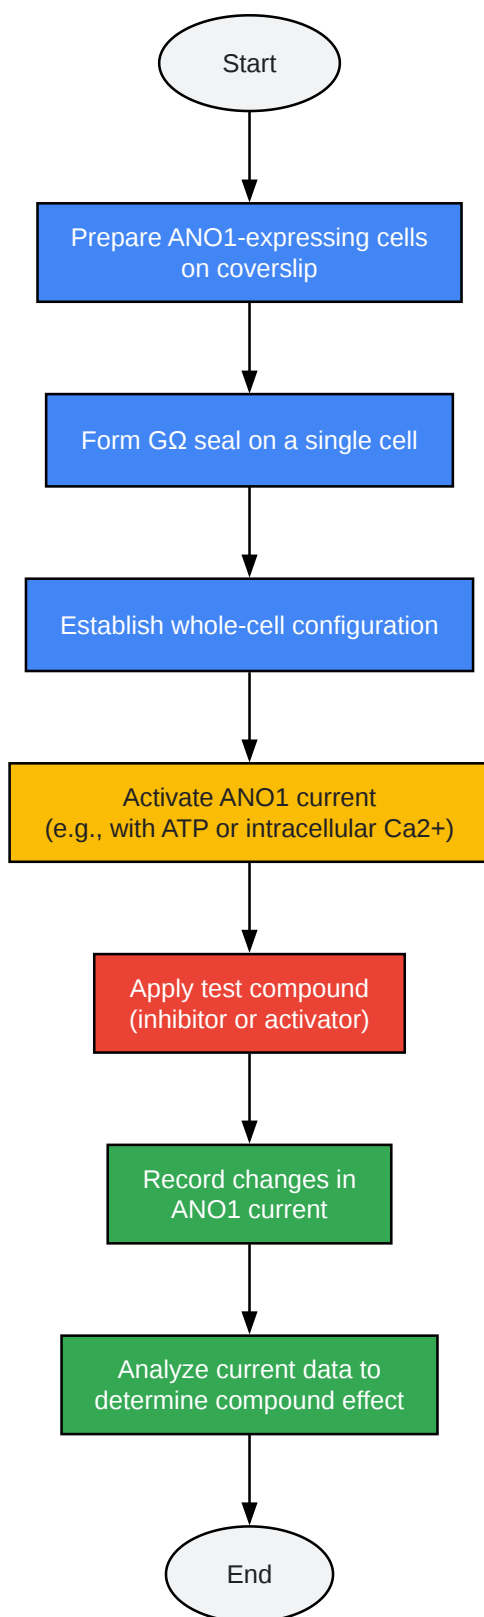 Start
Prepare ANO1-expressing cells
on coverslip
Form GΩ seal on a single cell
Establish whole-cell configuration
Activate ANO1 current
(e.g., with ATP or intracellular Ca2+)
Apply test compound
(inhibitor or activator)
Record changes in
ANO1 current
Analyze current data to
determine compound effect
End